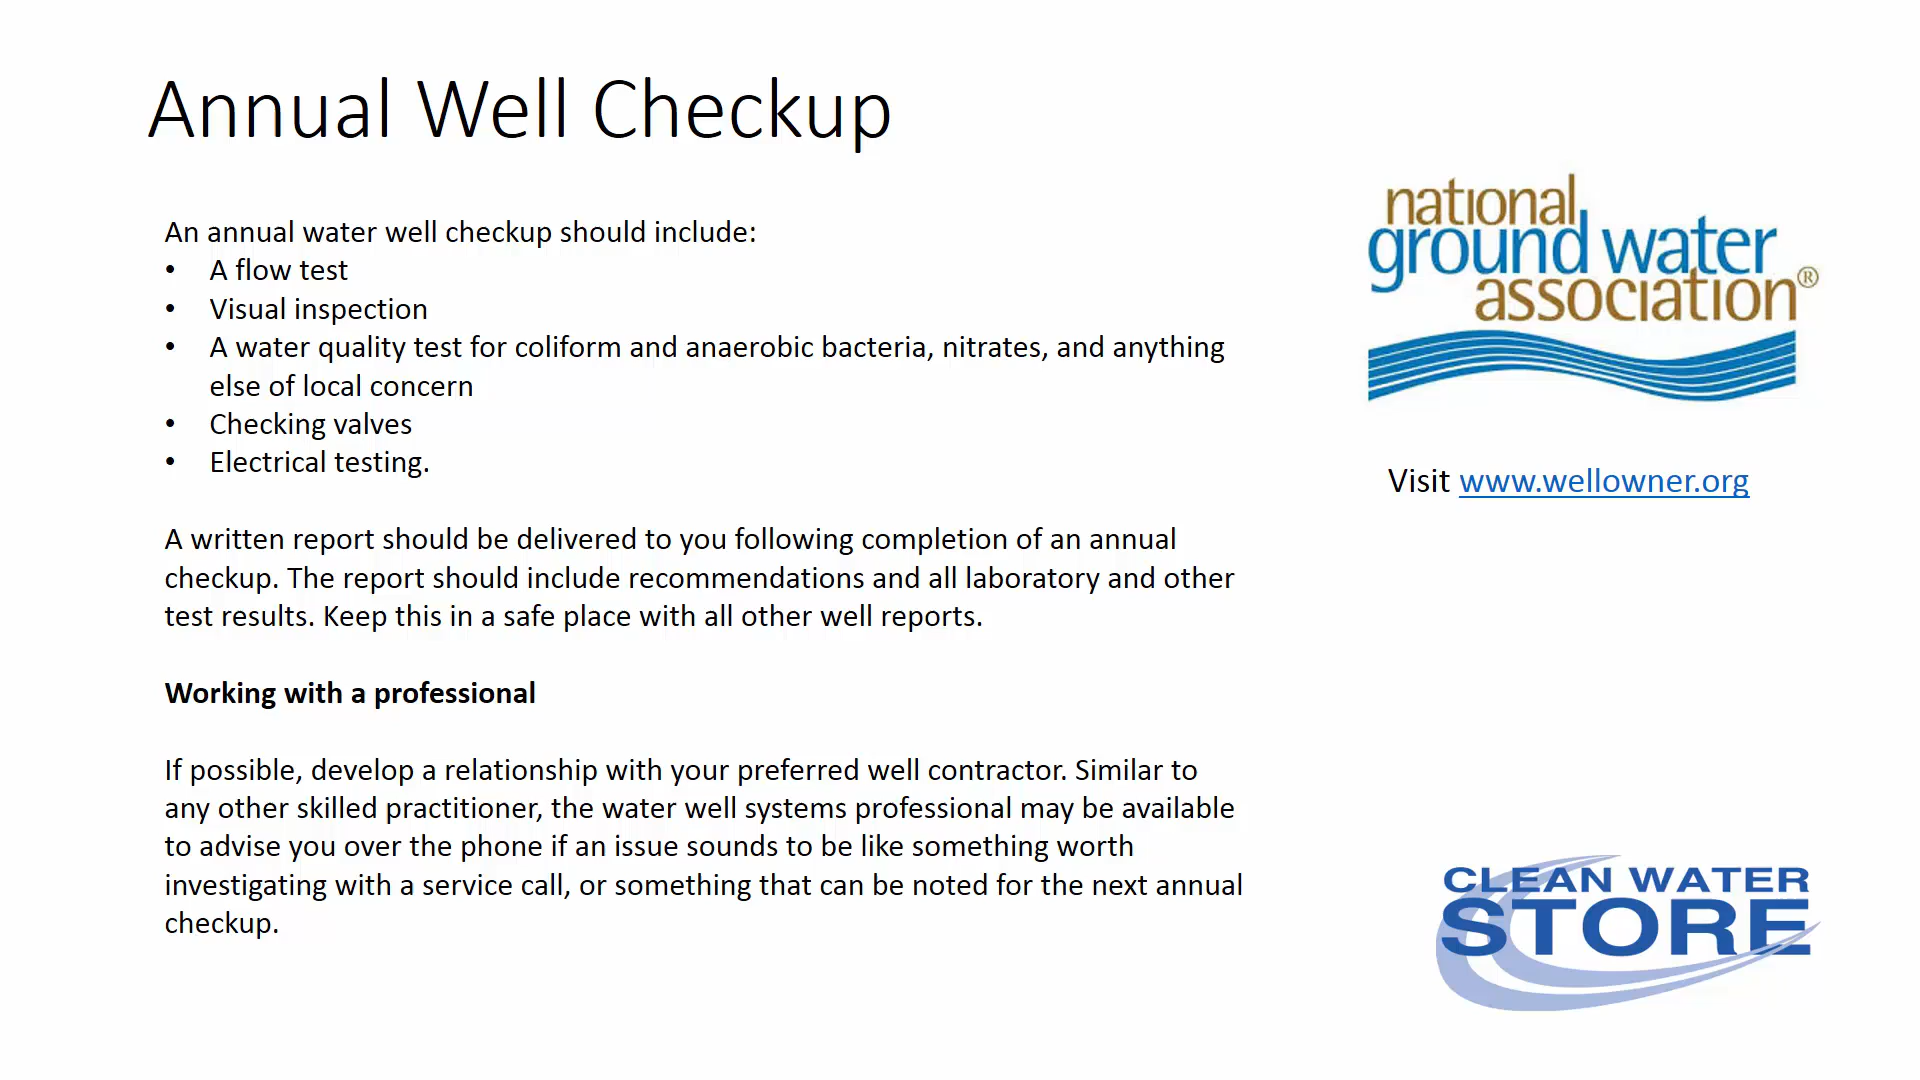 Annual Well Checkup
An annual water well checkup should include:
• A flow test
• Visual inspection
• A water quality test for coliform and anaerobic bacteria, nitrates, and anything
else of local concern
• Checking valves
• Electrical testing.
A written report should be delivered to you following completion of an annual
checkup. The report should include recommendations and all laboratory and other
test results. Keep this in a safe place with all other well reports.
Working with a professional
If possible, develop a relationship with your preferred well contractor. Similar to
any other skilled practitioner, the water well systems professional may be available
to advise you over the phone if an issue sounds to be like something worth
investigating with a service call, or something that can be noted for the next annual
checkup.
national
ground water
association®
Visit www.wellowner.org
CLEAN WATER
STORE